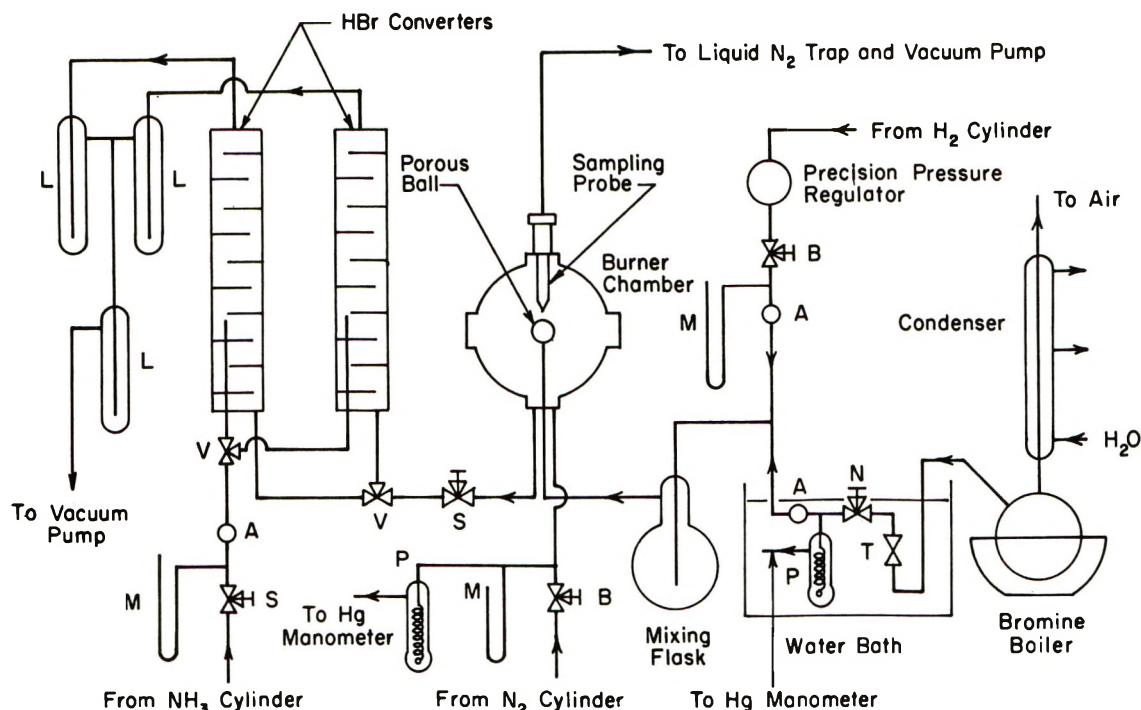 HBr Converters
To Liquid N₂ Trap and Vacuum Pump
From H₂ Cylinder
Porous
Ball
Sampling
Probe
Precision Pressure
Regulator
To Air
L
L
B
Burner
Chamber
M
A
Condenser
L
H₂O
V
A
N
V
S
To Vacuum
Pump
A
T
P
P
M
S
To Hg
Manometer
M
B
Mixing
Flask
Water Bath
Bromine
Boiler
From NH₃ Cylinder
From N₂ Cylinder
To Hg Manometer